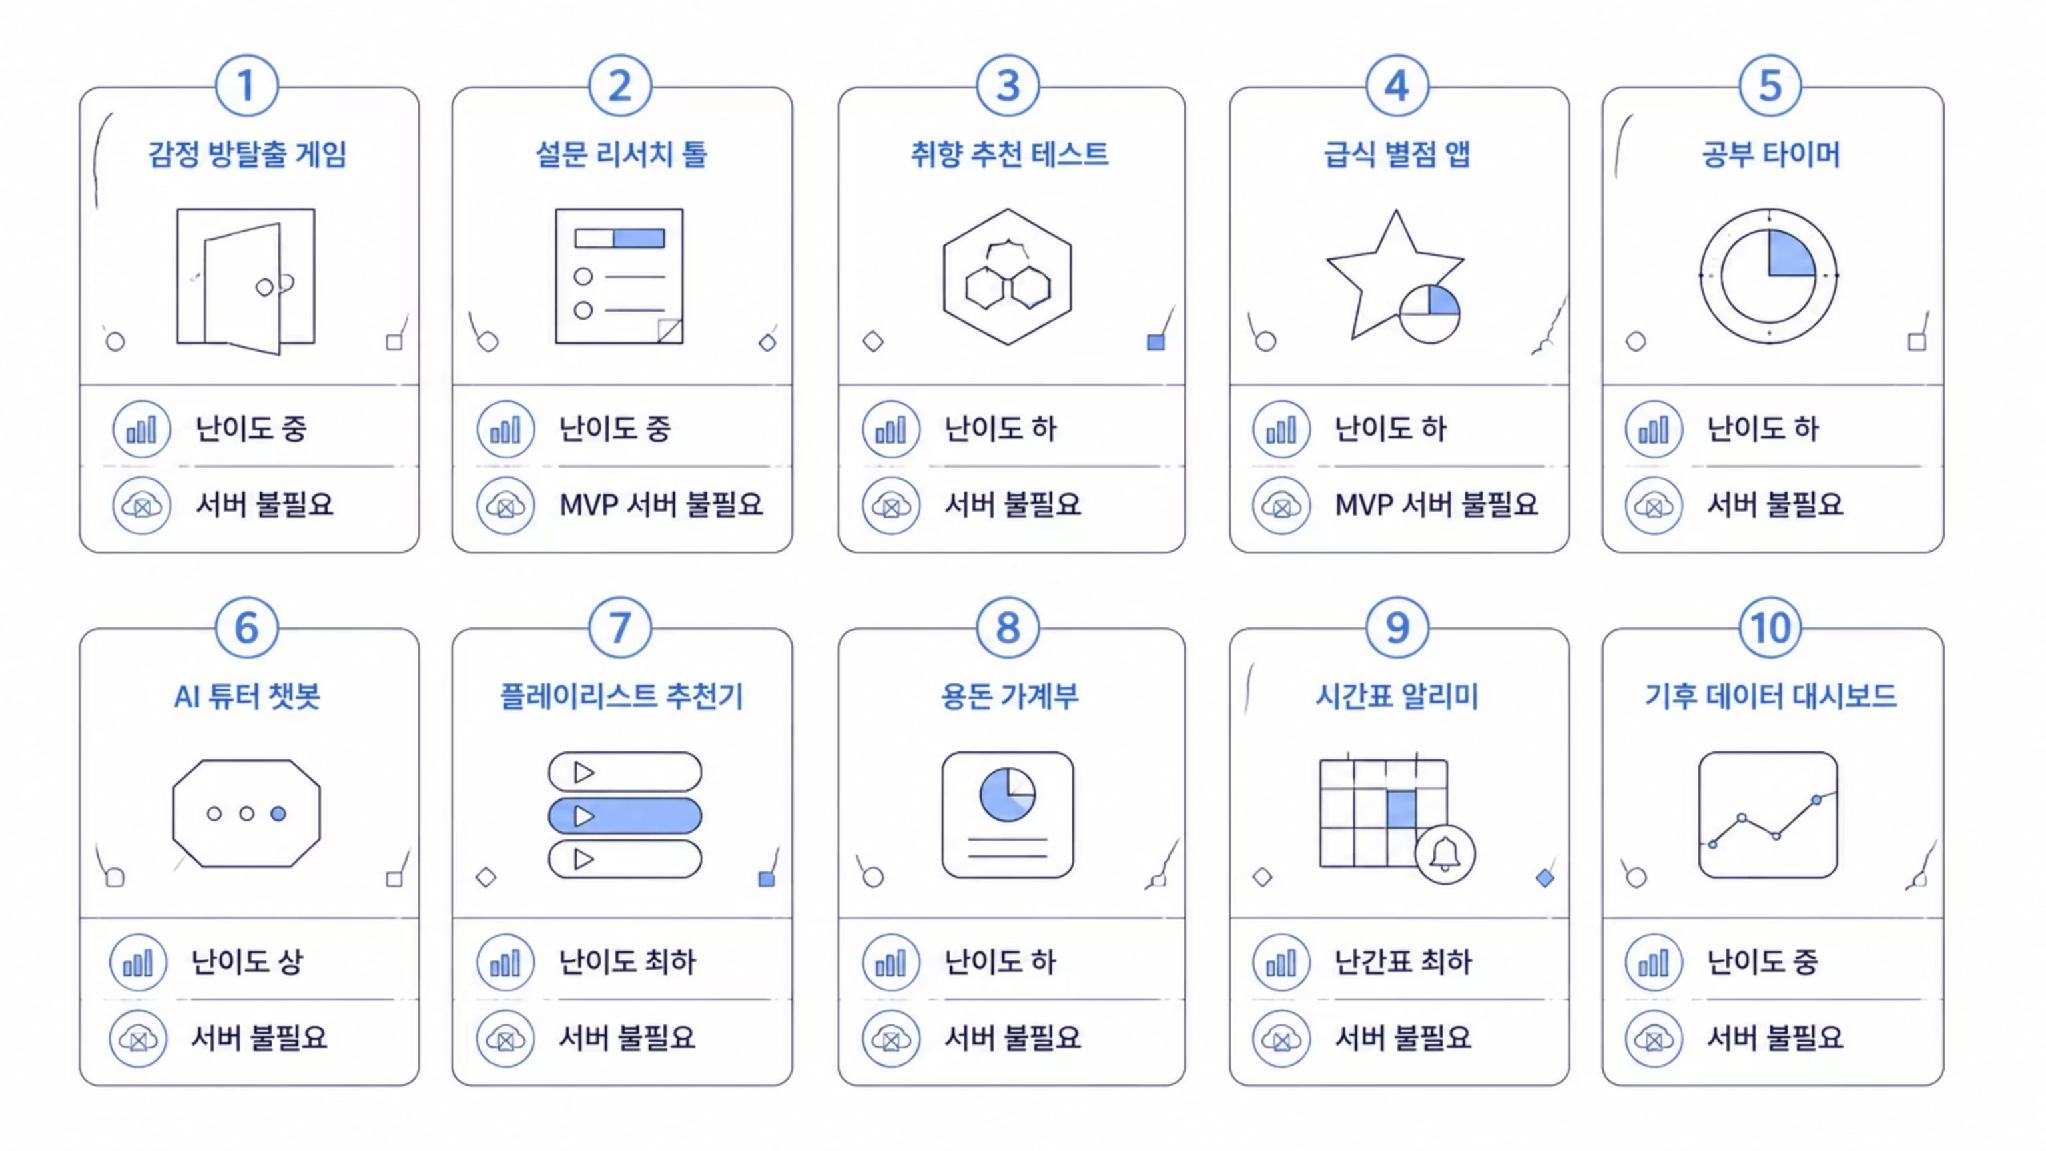 1
감정 방탈출 게임
난이도 중
서버 불필요
2
설문 리서치 툴
난이도 중
MVP 서버 불필요
3
취향 추천 테스트
난이도 하
서버 불필요
4
급식 별점 앱
난이도 하
MVP 서버 불필요
5
공부 타이머
난이도 하
서버 불필요
6
AI 튜터 챗봇
난이도 상
서버 불필요
7
플레이리스트 추천기
난이도 최하
서버 불필요
8
용돈 가계부
난이도 하
서버 불필요
9
시간표 알리미
난간표 최하
서버 불필요
10
기후 데이터 대시보드
난이도 중
서버 불필요